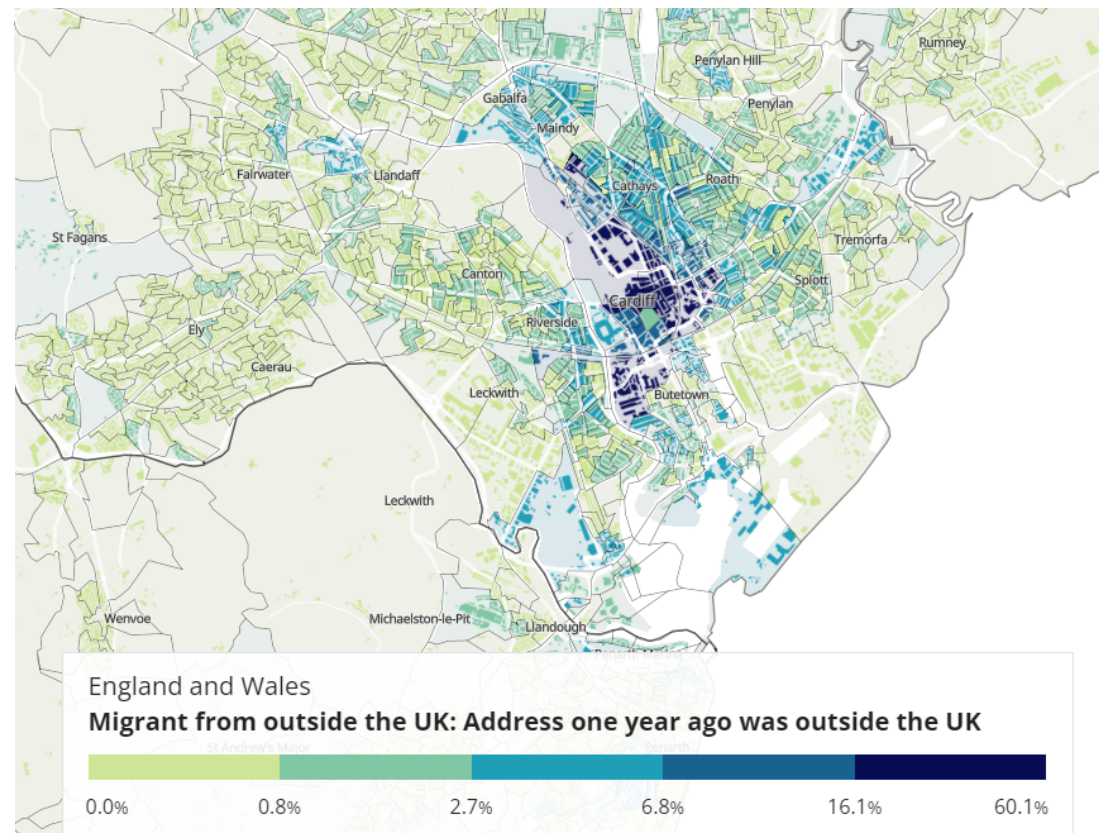 Rumney
Penylan Hill
Gabalfa
Penylan
Maindy
Fairwater
Llandaff
Cathays
Roath
St Fagans
Tremorfa
Canton
Splott
Cardiff
Riverside
Ely
Caerau
Leckwith
Butetown
Leckwith
Wenvoe
Michaelston-le-Pit
Llandough
England and Wales
Migrant from outside the UK: Address one year ago was outside the UK
St Andrew's Major
Penarth
0.0% 0.8% 2.7% 6.8% 16.1% 60.1%